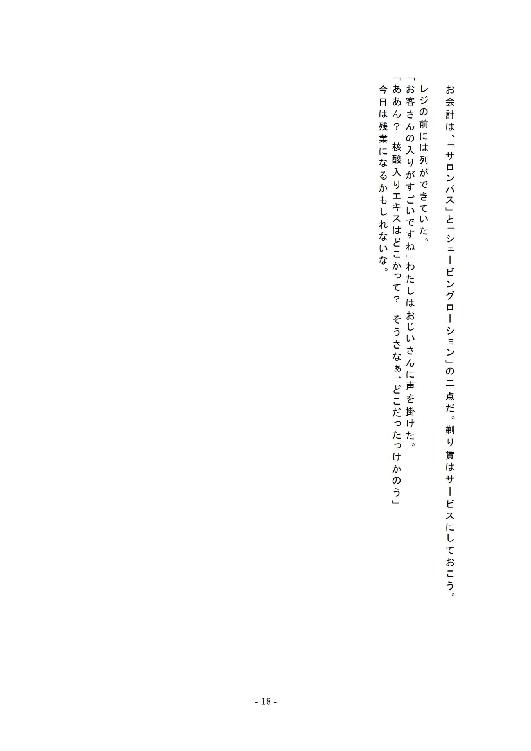 お会計は、「サロンパス」と「シェービングローション」の二点だ。剃り賃はサービスにしておこう。
レジの前には列ができていた。
「お客さんの入りがすごいですね」わたしはおじいさんに声を掛けた。
「ああん？　核酸入りエキスはどこかって？　そうさなぁ、どこだったっけかのう」
今日は残業になるかもしれないな。
- 18 -